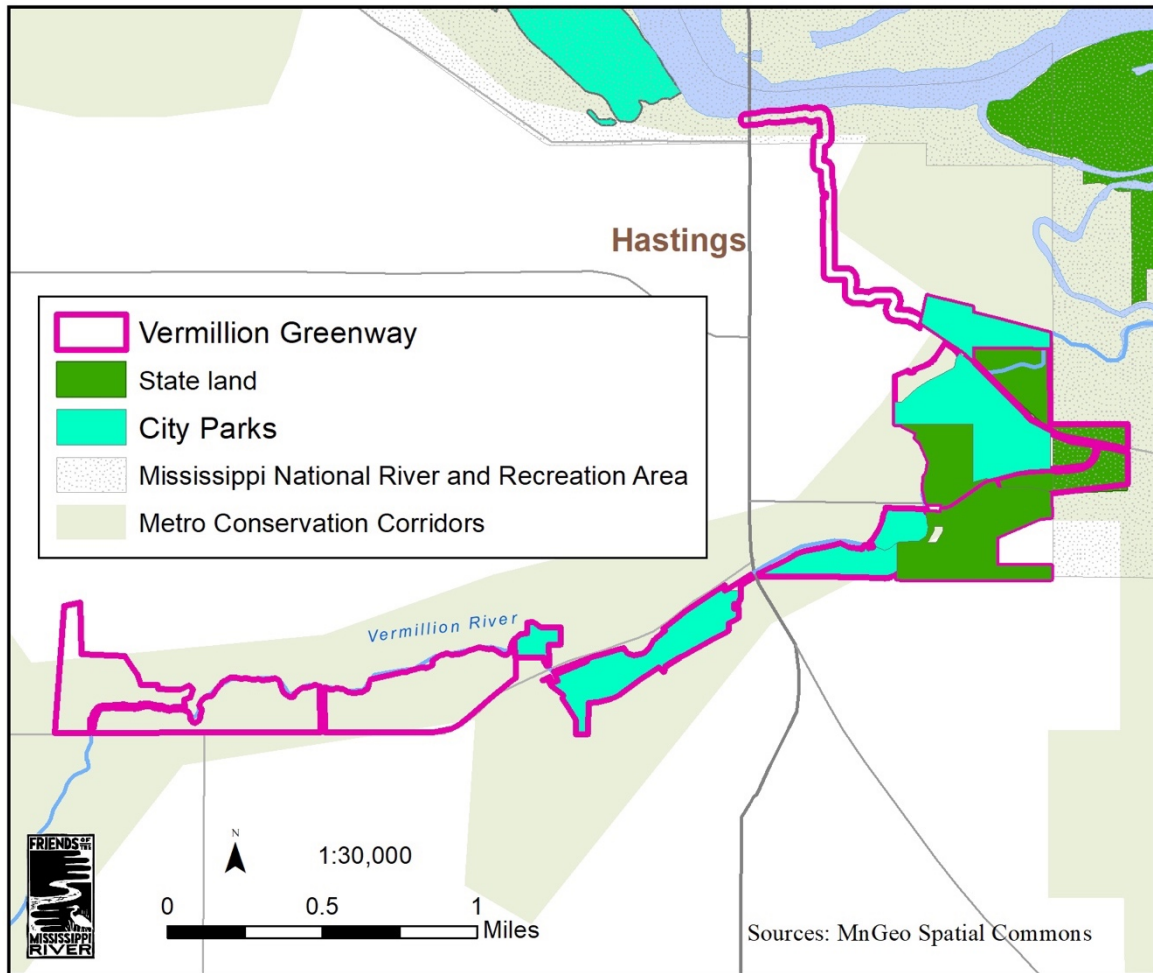 Hastings
Vermillion Greenway
State land
City Parks
Mississippi National River and Recreation Area
Metro Conservation Corridors
Vermillion River
N
1:30,000
0 0.5 1
Miles
FRIENDS OF THE
MISSISSIPPI
RIVER
Sources: MnGeo Spatial Commons